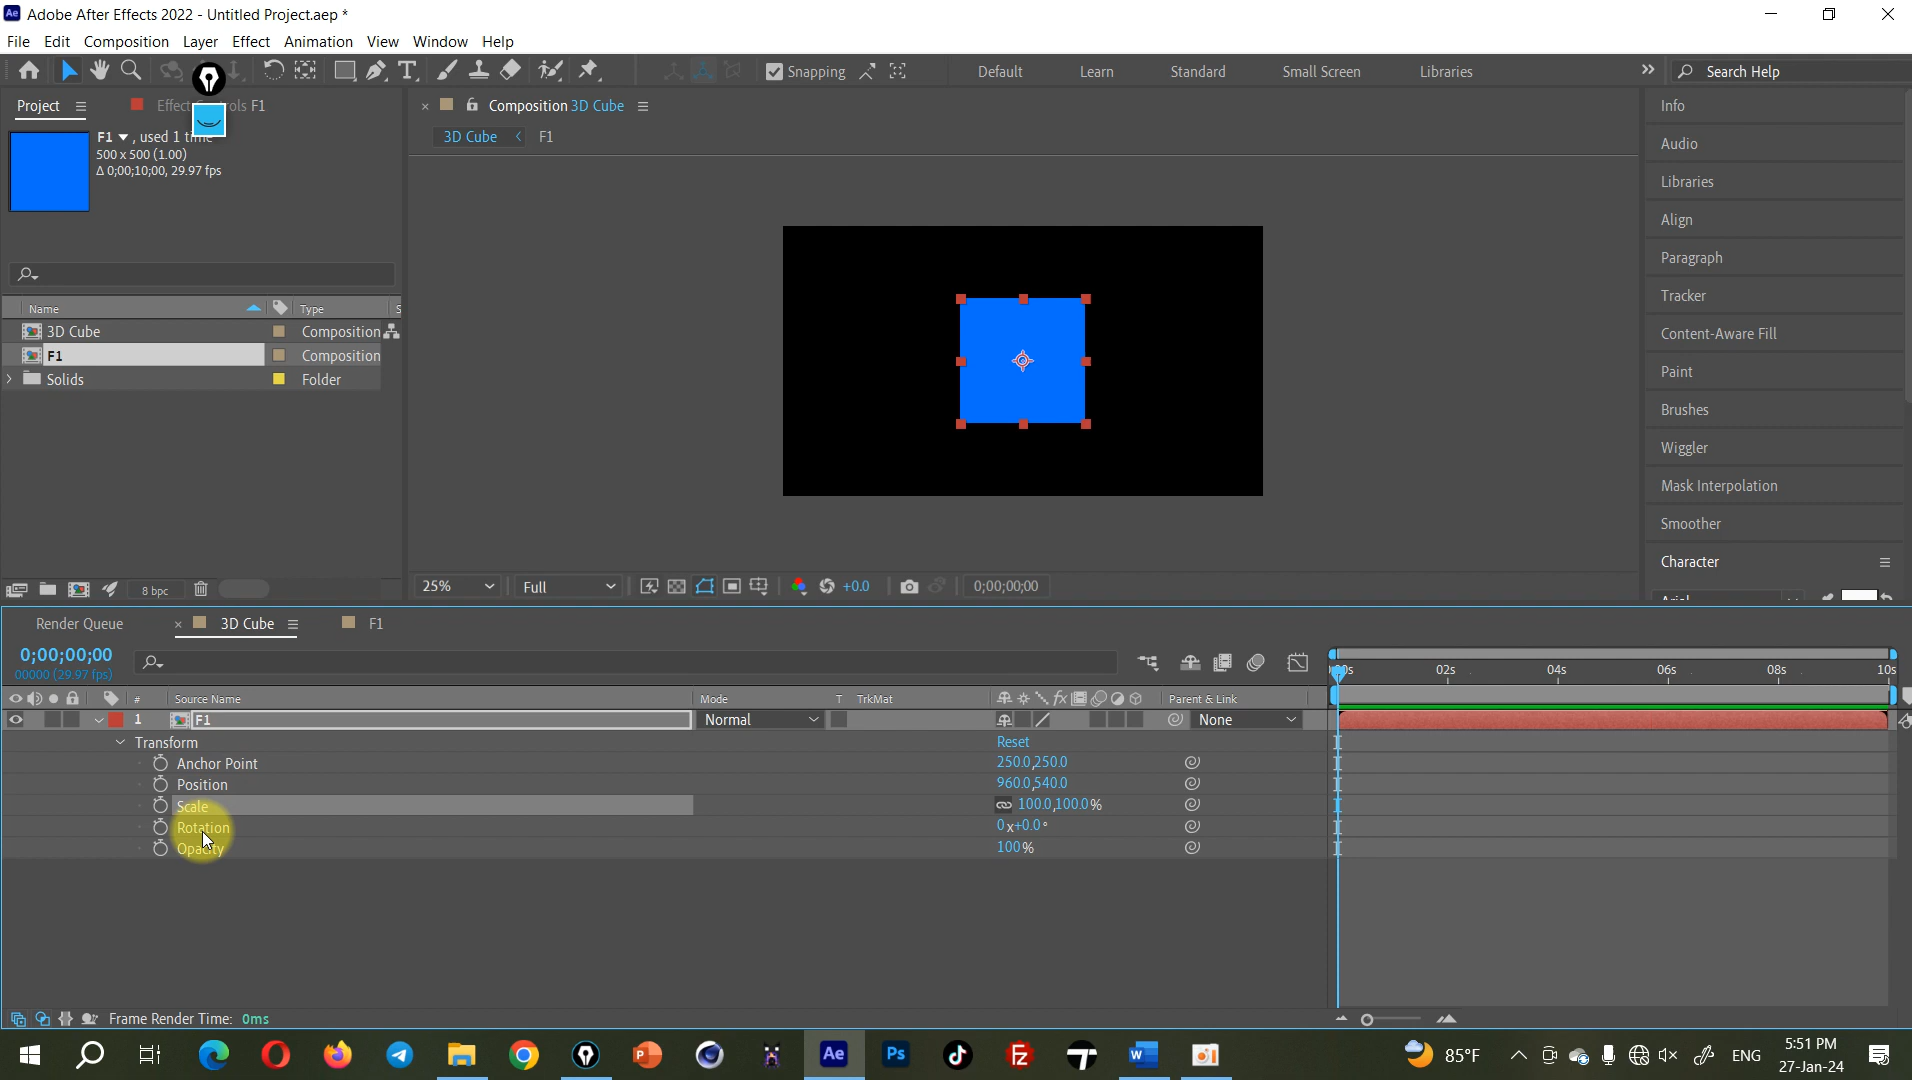 Adobe After Effects 2022 - Untitled Project.aep *
File Edit Composition Layer Effect Animation View Window Help
Snapping Default Learn Standard Small Screen Libraries Search Help
Project Effect Controls F1
Composition 3D Cube
F1 , used 1 time
500 x 500 (1.00)
Δ 0;00;10;00, 29.97 fps
3D Cube F1
Name Type S
3D Cube Composition
F1 Composition
Solids Folder
8 bpc
25% Full +0.0 0;00;00;00
Info
Audio
Libraries
Align
Paragraph
Tracker
Content-Aware Fill
Paint
Brushes
Wiggler
Mask Interpolation
Smoother
Character
Render Queue 3D Cube F1
0;00;00;00
00000 (29.97 fps)
02s 04s 06s 08s 10s
# Source Name Mode T TrkMat Parent & Link
1 F1 Normal None
Transform Reset
Anchor Point 250.0,250.0
Position 960.0,540.0
Scale 100.0,100.0%
Rotation 0x+0.0°
Opacity 100%
Frame Render Time: 0ms
Ae Ps 85°F ENG 5:51 PM
27-Jan-24